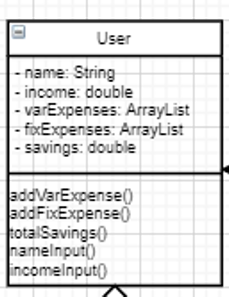 User
- name: String
- income: double
- varExpenses: ArrayList
- fixExpenses: ArrayList
- savings: double
addVarExpense()
addFixExpense()
totalSavings()
nameInput()
incomeInput()